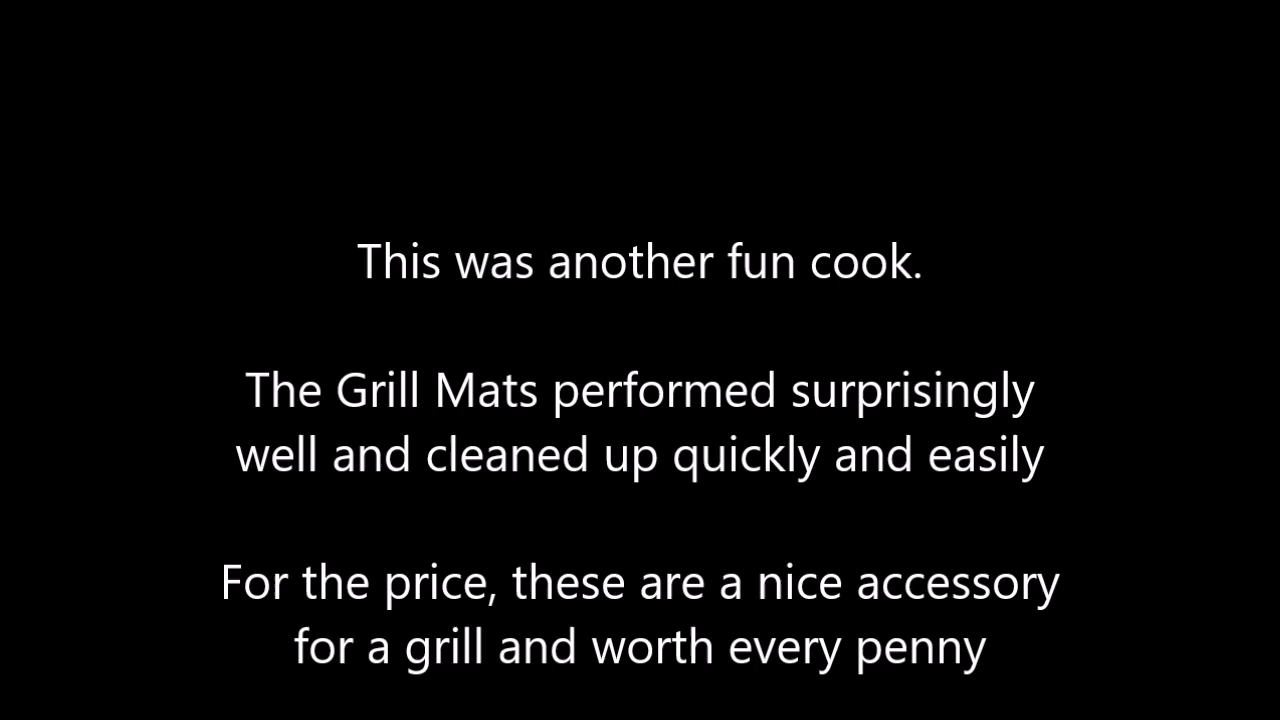 This was another fun cook.
The Grill Mats performed surprisingly
well and cleaned up quickly and easily
For the price, these are a nice accessory
for a grill and worth every penny